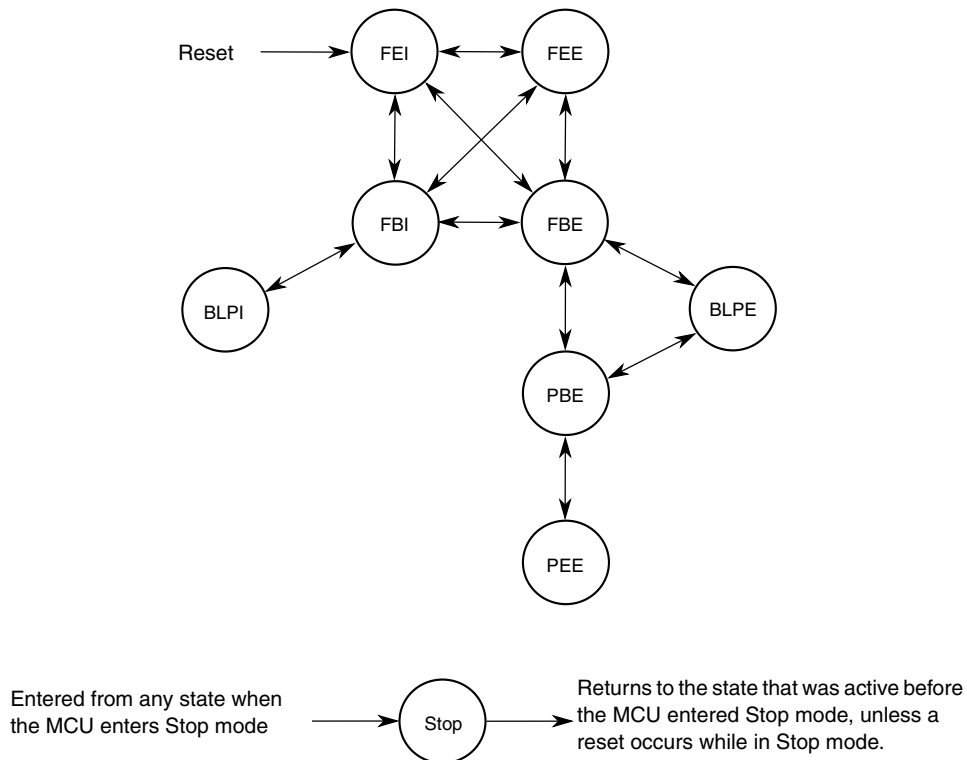 Reset
FEI
FEE
FBI
FBE
BLPI
BLPE
PBE
PEE
Entered from any state when
the MCU enters Stop mode
Stop
Returns to the state that was active before
the MCU entered Stop mode, unless a
reset occurs while in Stop mode.